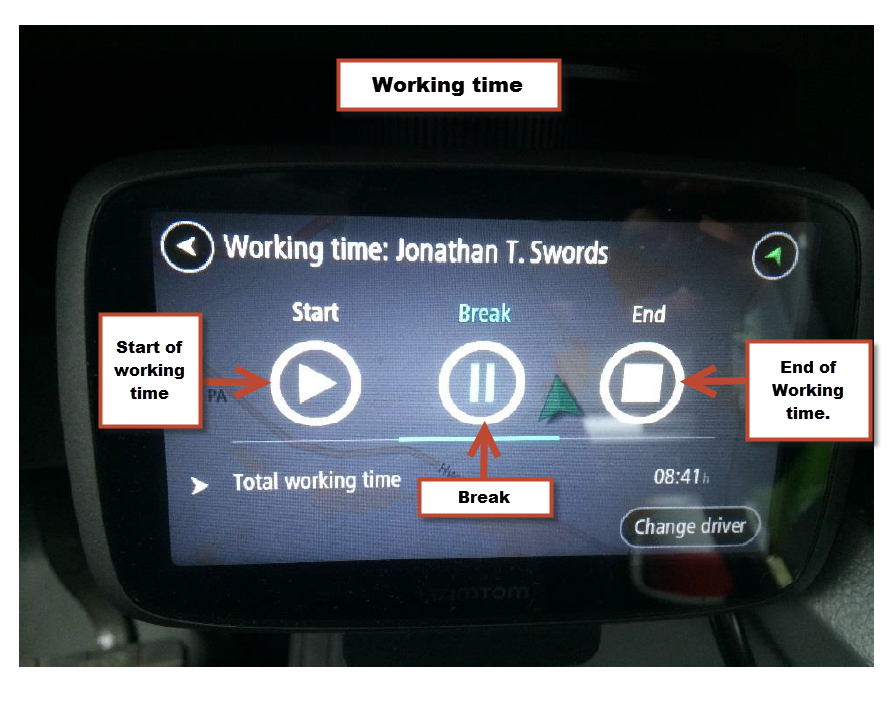 Working time
Working time: Jonathan T. Swords
Start
Break
End
Start of
working
time
End of
Working
time.
PA
Total working time
08:41 h
Break
Change driver
TOMTOM